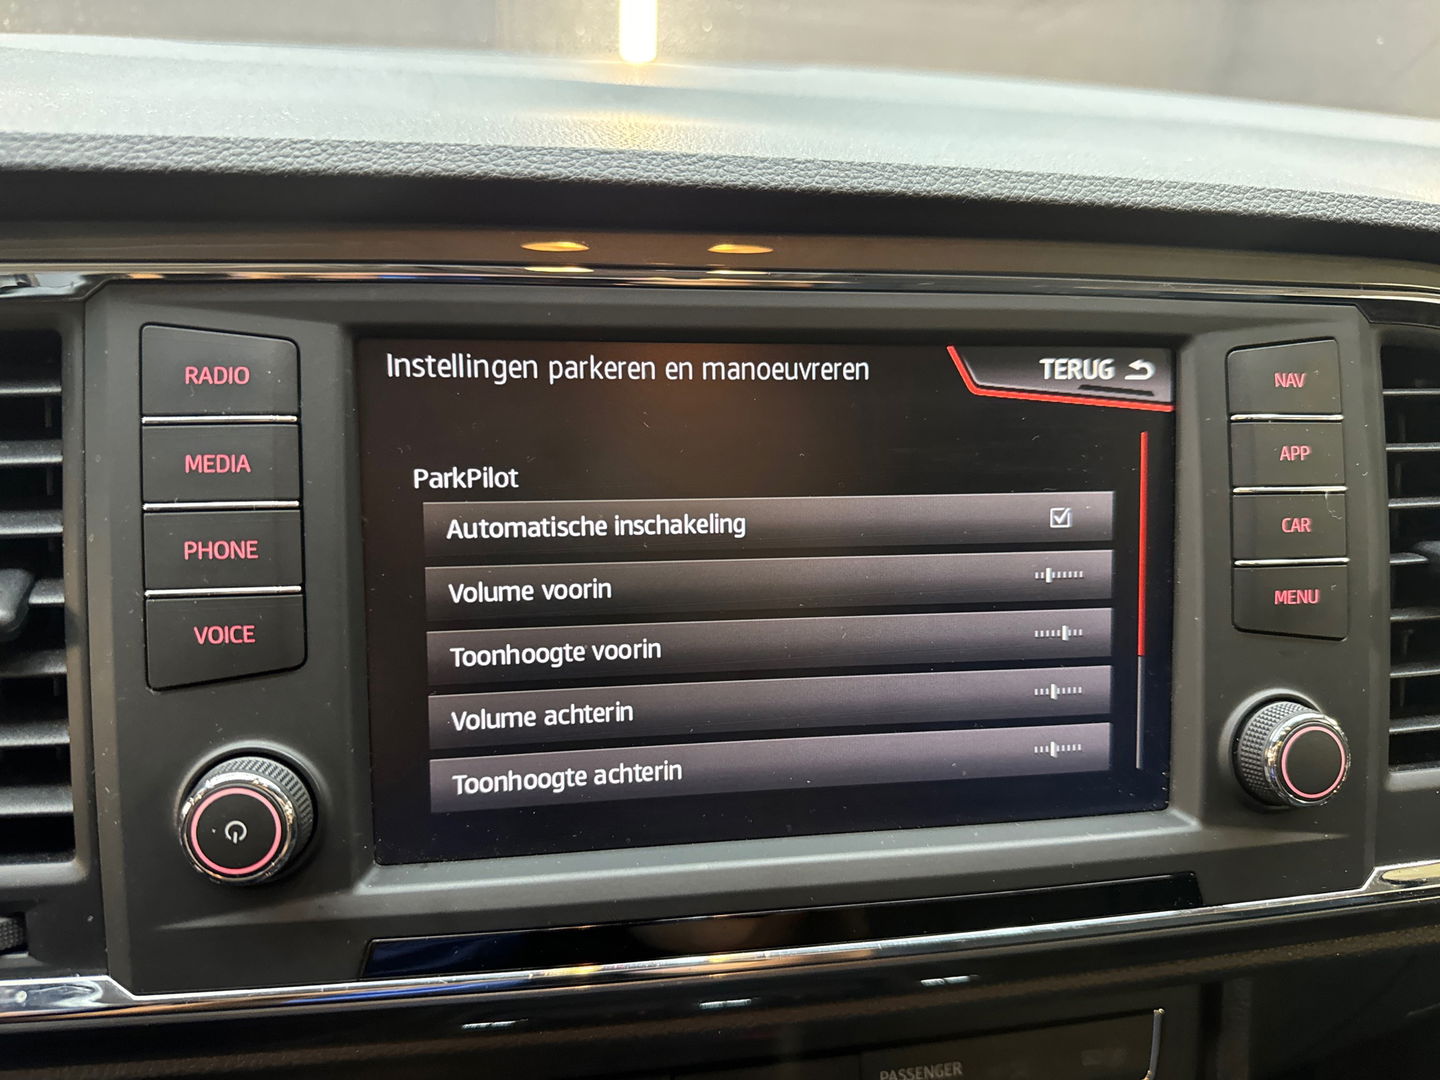 Instellingen parkeren en manoeuvreren
TERUG
ParkPilot
Automatische inschakeling
Volume voorin
Toonhoogte voorin
Volume achterin
Toonhoogte achterin
RADIO
MEDIA
PHONE
VOICE
NAV
APP
CAR
MENU
PASSENGER